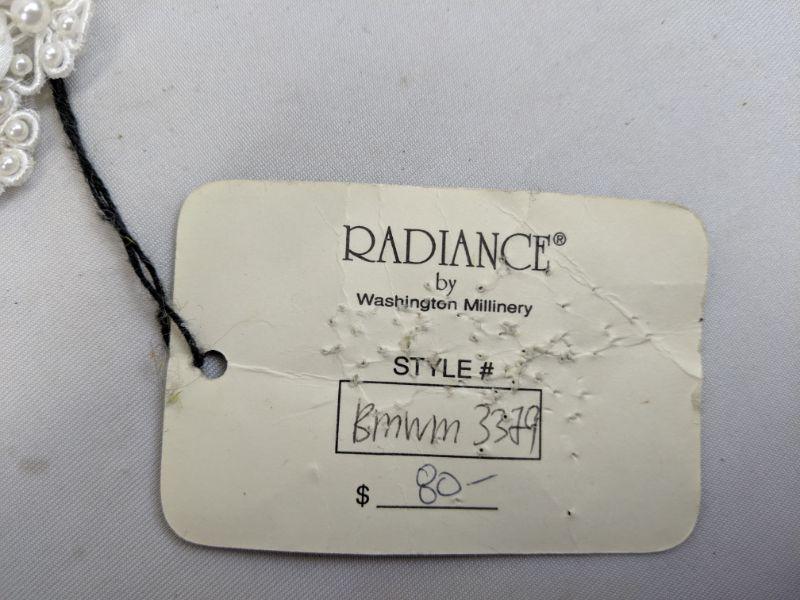 RADIANCE®
by
Washington Millinery
STYLE #
Bmwm 3379
$ 80-